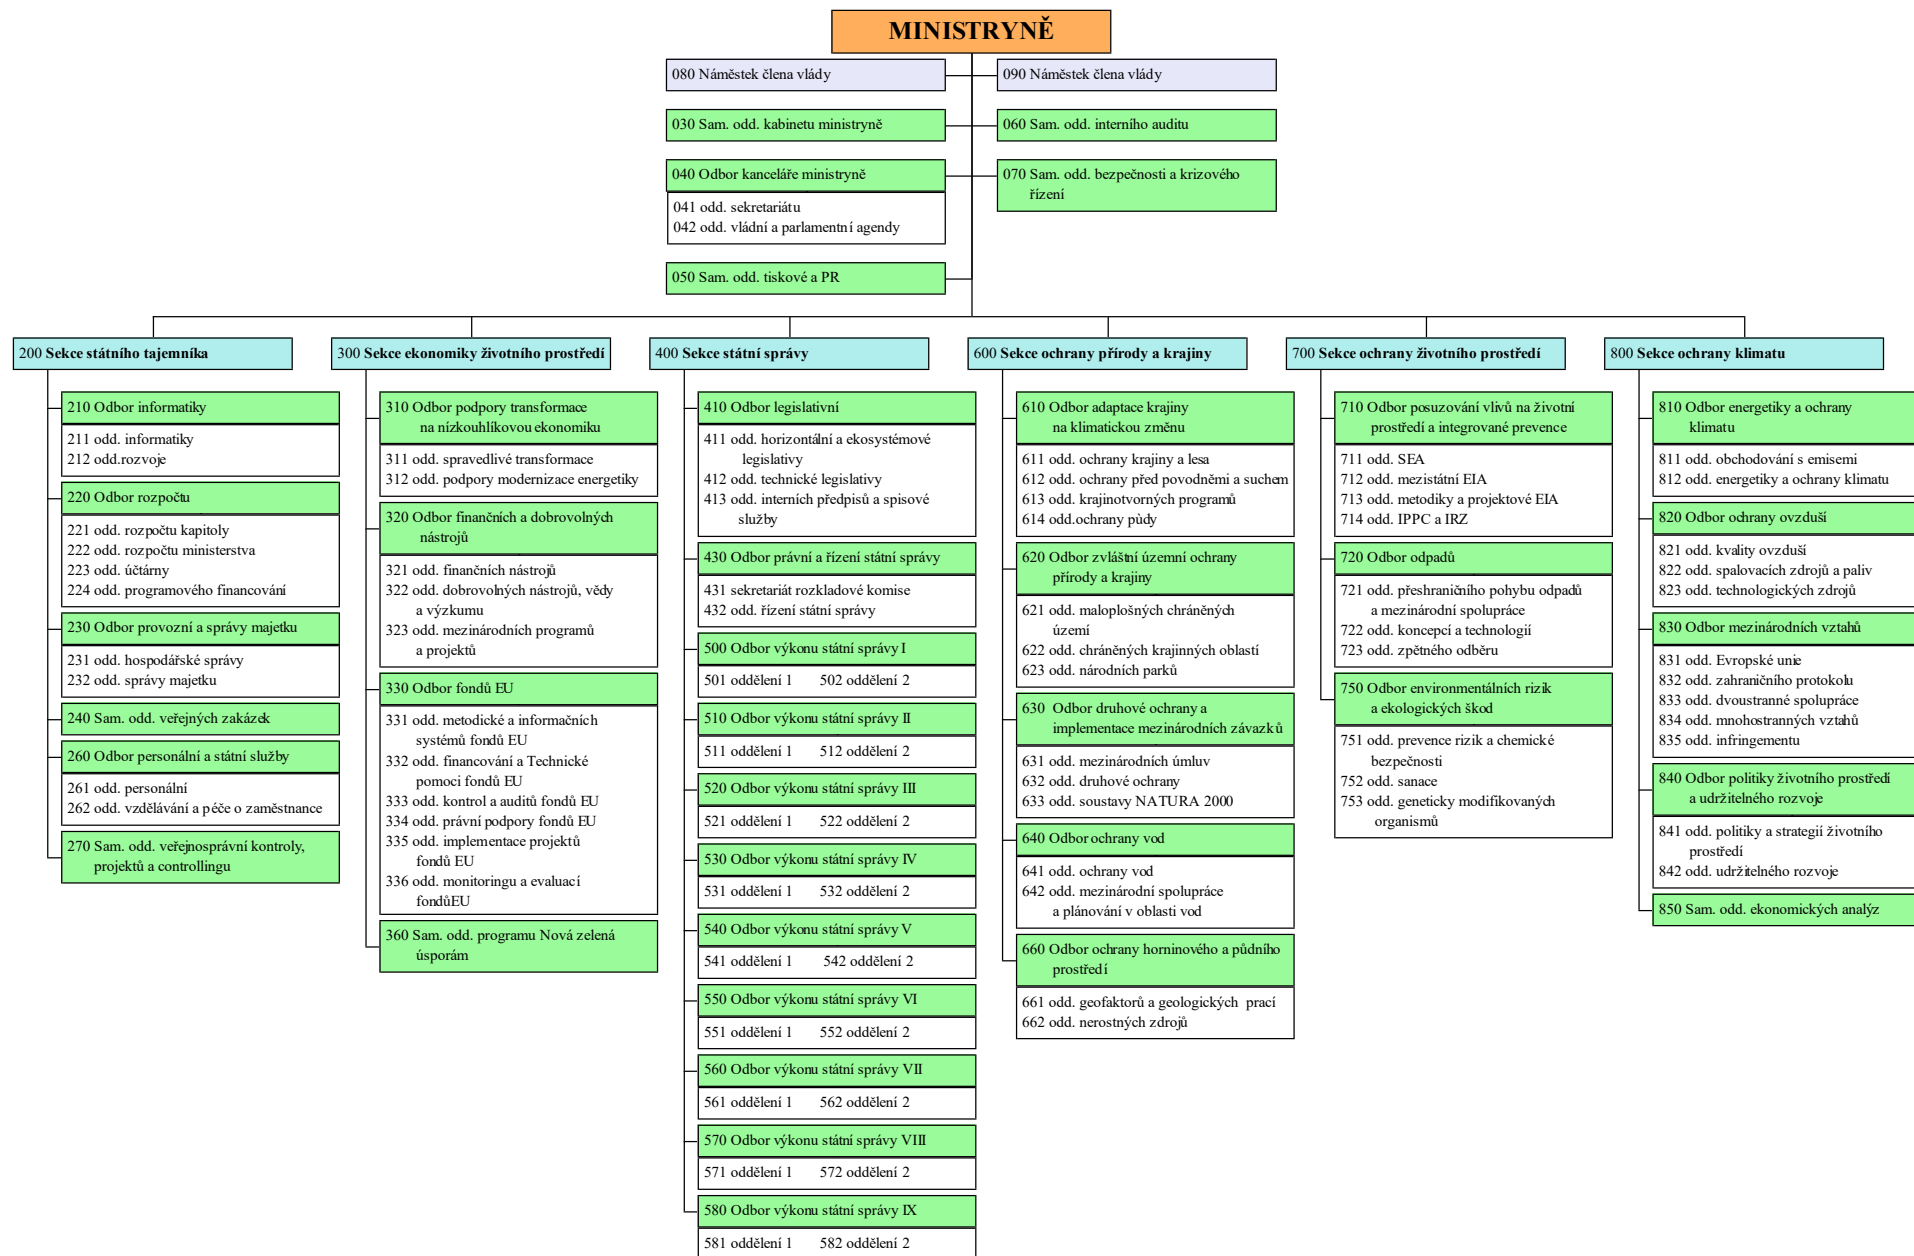 MINISTRYNĚ
080 Náměstek člena vlády
090 Náměstek člena vlády
030 Sam. odd. kabinetu ministryně
060 Sam. odd. interního auditu
040 Odbor kanceláře ministryně
041 odd. sekretariátu
042 odd. vládní a parlamentní agendy
070 Sam. odd. bezpečnosti a krizového
řízení
050 Sam. odd. tiskové a PR
200 Sekce státního tajemníka
210 Odbor informatiky
211 odd. informatiky
212 odd.rozvoje
220 Odbor rozpočtu
221 odd. rozpočtu kapitoly
222 odd. rozpočtu ministerstva
223 odd. účtárny
224 odd. programového financování
230 Odbor provozní a správy majetku
231 odd. hospodářské správy
232 odd. správy majetku
240 Sam. odd. veřejných zakázek
260 Odbor personální a státní služby
261 odd. personální
262 odd. vzdělávání a péče o zaměstnance
270 Sam. odd. veřejnosprávní kontroly,
projektů a controllingu
300 Sekce ekonomiky životního prostředí
310 Odbor podpory transformace
na nízkouhlíkovou ekonomiku
311 odd. spravedlivé transformace
312 odd. podpory modernizace energetiky
320 Odbor finančních a dobrovolných
nástrojů
321 odd. finančních nástrojů
322 odd. dobrovolných nástrojů, vědy
a výzkumu
323 odd. mezinárodních programů
a projektů
330 Odbor fondů EU
331 odd. metodické a informačních
systémů fondů EU
332 odd. financování a Technické
pomoci fondů EU
333 odd. kontrol a auditů fondů EU
334 odd. právní podpory fondů EU
335 odd. implementace projektů
fondů EU
336 odd. monitoringu a evaluací
fondůEU
360 Sam. odd. programu Nová zelená
úsporám
400 Sekce státní správy
410 Odbor legislativní
411 odd. horizontální a ekosystémové
legislativy
412 odd. technické legislativy
413 odd. interních předpisů a spisové
služby
430 Odbor právní a řízení státní správy
431 sekretariát rozkladové komise
432 odd. řízení státní správy
500 Odbor výkonu státní správy I
501 oddělení 1 502 oddělení 2
510 Odbor výkonu státní správy II
511 oddělení 1 512 oddělení 2
520 Odbor výkonu státní správy III
521 oddělení 1 522 oddělení 2
530 Odbor výkonu státní správy IV
531 oddělení 1 532 oddělení 2
540 Odbor výkonu státní správy V
541 oddělení 1 542 oddělení 2
550 Odbor výkonu státní správy VI
551 oddělení 1 552 oddělení 2
560 Odbor výkonu státní správy VII
561 oddělení 1 562 oddělení 2
570 Odbor výkonu státní správy VIII
571 oddělení 1 572 oddělení 2
580 Odbor výkonu státní správy IX
581 oddělení 1 582 oddělení 2
600 Sekce ochrany přírody a krajiny
610 Odbor adaptace krajiny
na klimatickou změnu
611 odd. ochrany krajiny a lesa
612 odd. ochrany před povodněmi a suchem
613 odd. krajinotvorných programů
614 odd.ochrany pùdy
620 Odbor zvláštní územní ochrany
přírody a krajiny
621 odd. maloplošných chráněných
území
622 odd. chráněných krajinných oblastí
623 odd. národních parků
630 Odbor druhové ochrany a
implementace mezinárodních závazků
631 odd. mezinárodních úmluv
632 odd. druhové ochrany
633 odd. soustavy NATURA 2000
640 Odbor ochrany vod
641 odd. ochrany vod
642 odd. mezinárodní spolupráce
a plánování v oblasti vod
660 Odbor ochrany horninového a půdního
prostředí
661 odd. geofaktorů a geologických prací
662 odd. nerostných zdrojů
700 Sekce ochrany životního prostředí
710 Odbor posuzování vlivů na životní
prostředí a integrované prevence
711 odd. SEA
712 odd. mezistátní EIA
713 odd. metodiky a projektové EIA
714 odd. IPPC a IRZ
720 Odbor odpadů
721 odd. přeshraničního pohybu odpadů
a mezinárodní spolupráce
722 odd. koncepcí a technologií
723 odd. zpětného odběru
750 Odbor environmentálních rizik
a ekologických škod
751 odd. prevence rizik a chemické
bezpečnosti
752 odd. sanace
753 odd. geneticky modifikovaných
organismů
800 Sekce ochrany klimatu
810 Odbor energetiky a ochrany
klimatu
811 odd. obchodování s emisemi
812 odd. energetiky a ochrany klimatu
820 Odbor ochrany ovzduší
821 odd. kvality ovzduší
822 odd. spalovacích zdrojů a paliv
823 odd. technologických zdrojů
830 Odbor mezinárodních vztahů
831 odd. Evropské unie
832 odd. zahraničního protokolu
833 odd. dvoustranné spolupráce
834 odd. mnohostranných vztahů
835 odd. infringementu
840 Odbor politiky životního prostředí
a udržitelného rozvoje
841 odd. politiky a strategií životního
prostředí
842 odd. udržitelného rozvoje
850 Sam. odd. ekonomických analýz